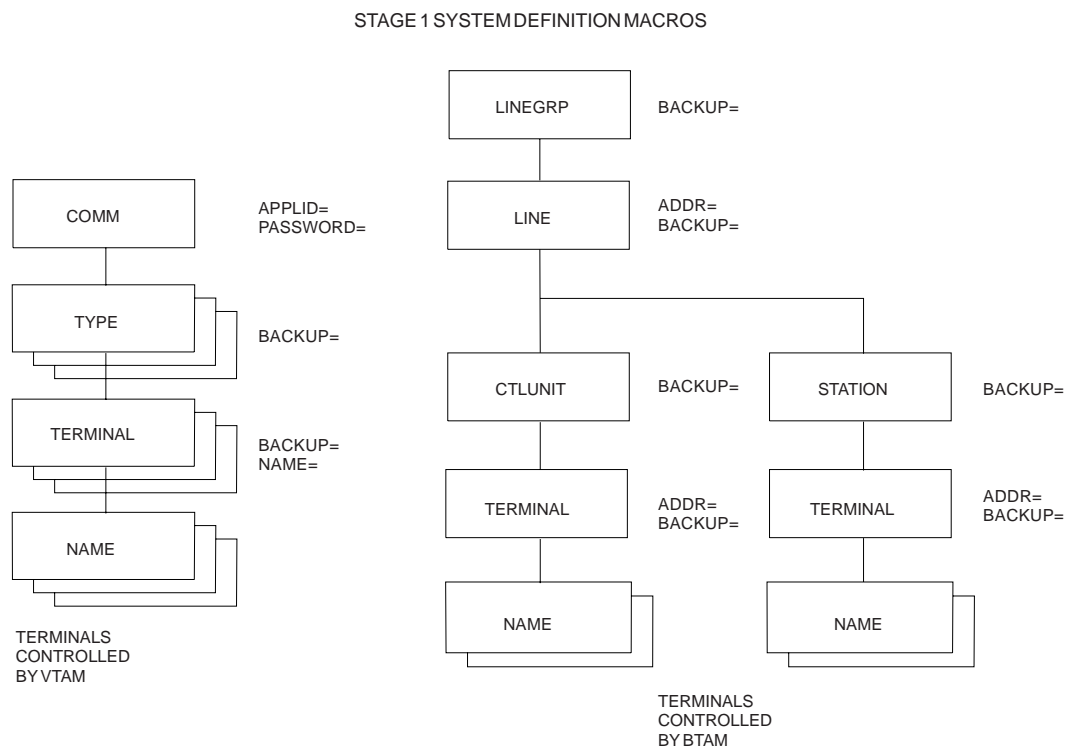 STAGE 1 SYSTEM DEFINITION MACROS
COMM
APPLID=
PASSWORD=
TYPE
BACKUP=
TERMINAL
BACKUP=
NAME=
NAME
TERMINALS
CONTROLLED
BY VTAM
LINEGRP
BACKUP=
LINE
ADDR=
BACKUP=
CTLUNIT
BACKUP=
STATION
BACKUP=
TERMINAL
ADDR=
BACKUP=
TERMINAL
ADDR=
BACKUP=
NAME
NAME
TERMINALS
CONTROLLED
BY BTAM